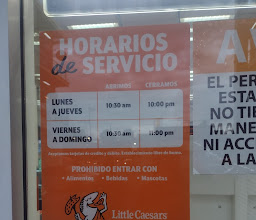 HORARIOS
de SERVICIO
ABRIMOS CERRAMOS
LUNES
A JUEVES
10:30 am 10:00 pm
VIERNES
A DOMINGO
10:30 am 11:00 pm
PROHIBIDO ENTRAR CON
• Alimentos • Bebidas • Mascotas
Little Caesars
A V
EL PER
ESTA
NO TIE
MANE
NI ACC
A LA